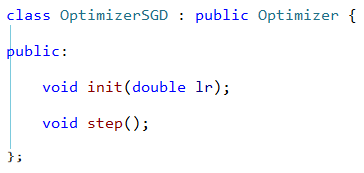 class OptimizerSGD : public Optimizer {
public:
    void init(double lr);
    void step();
};